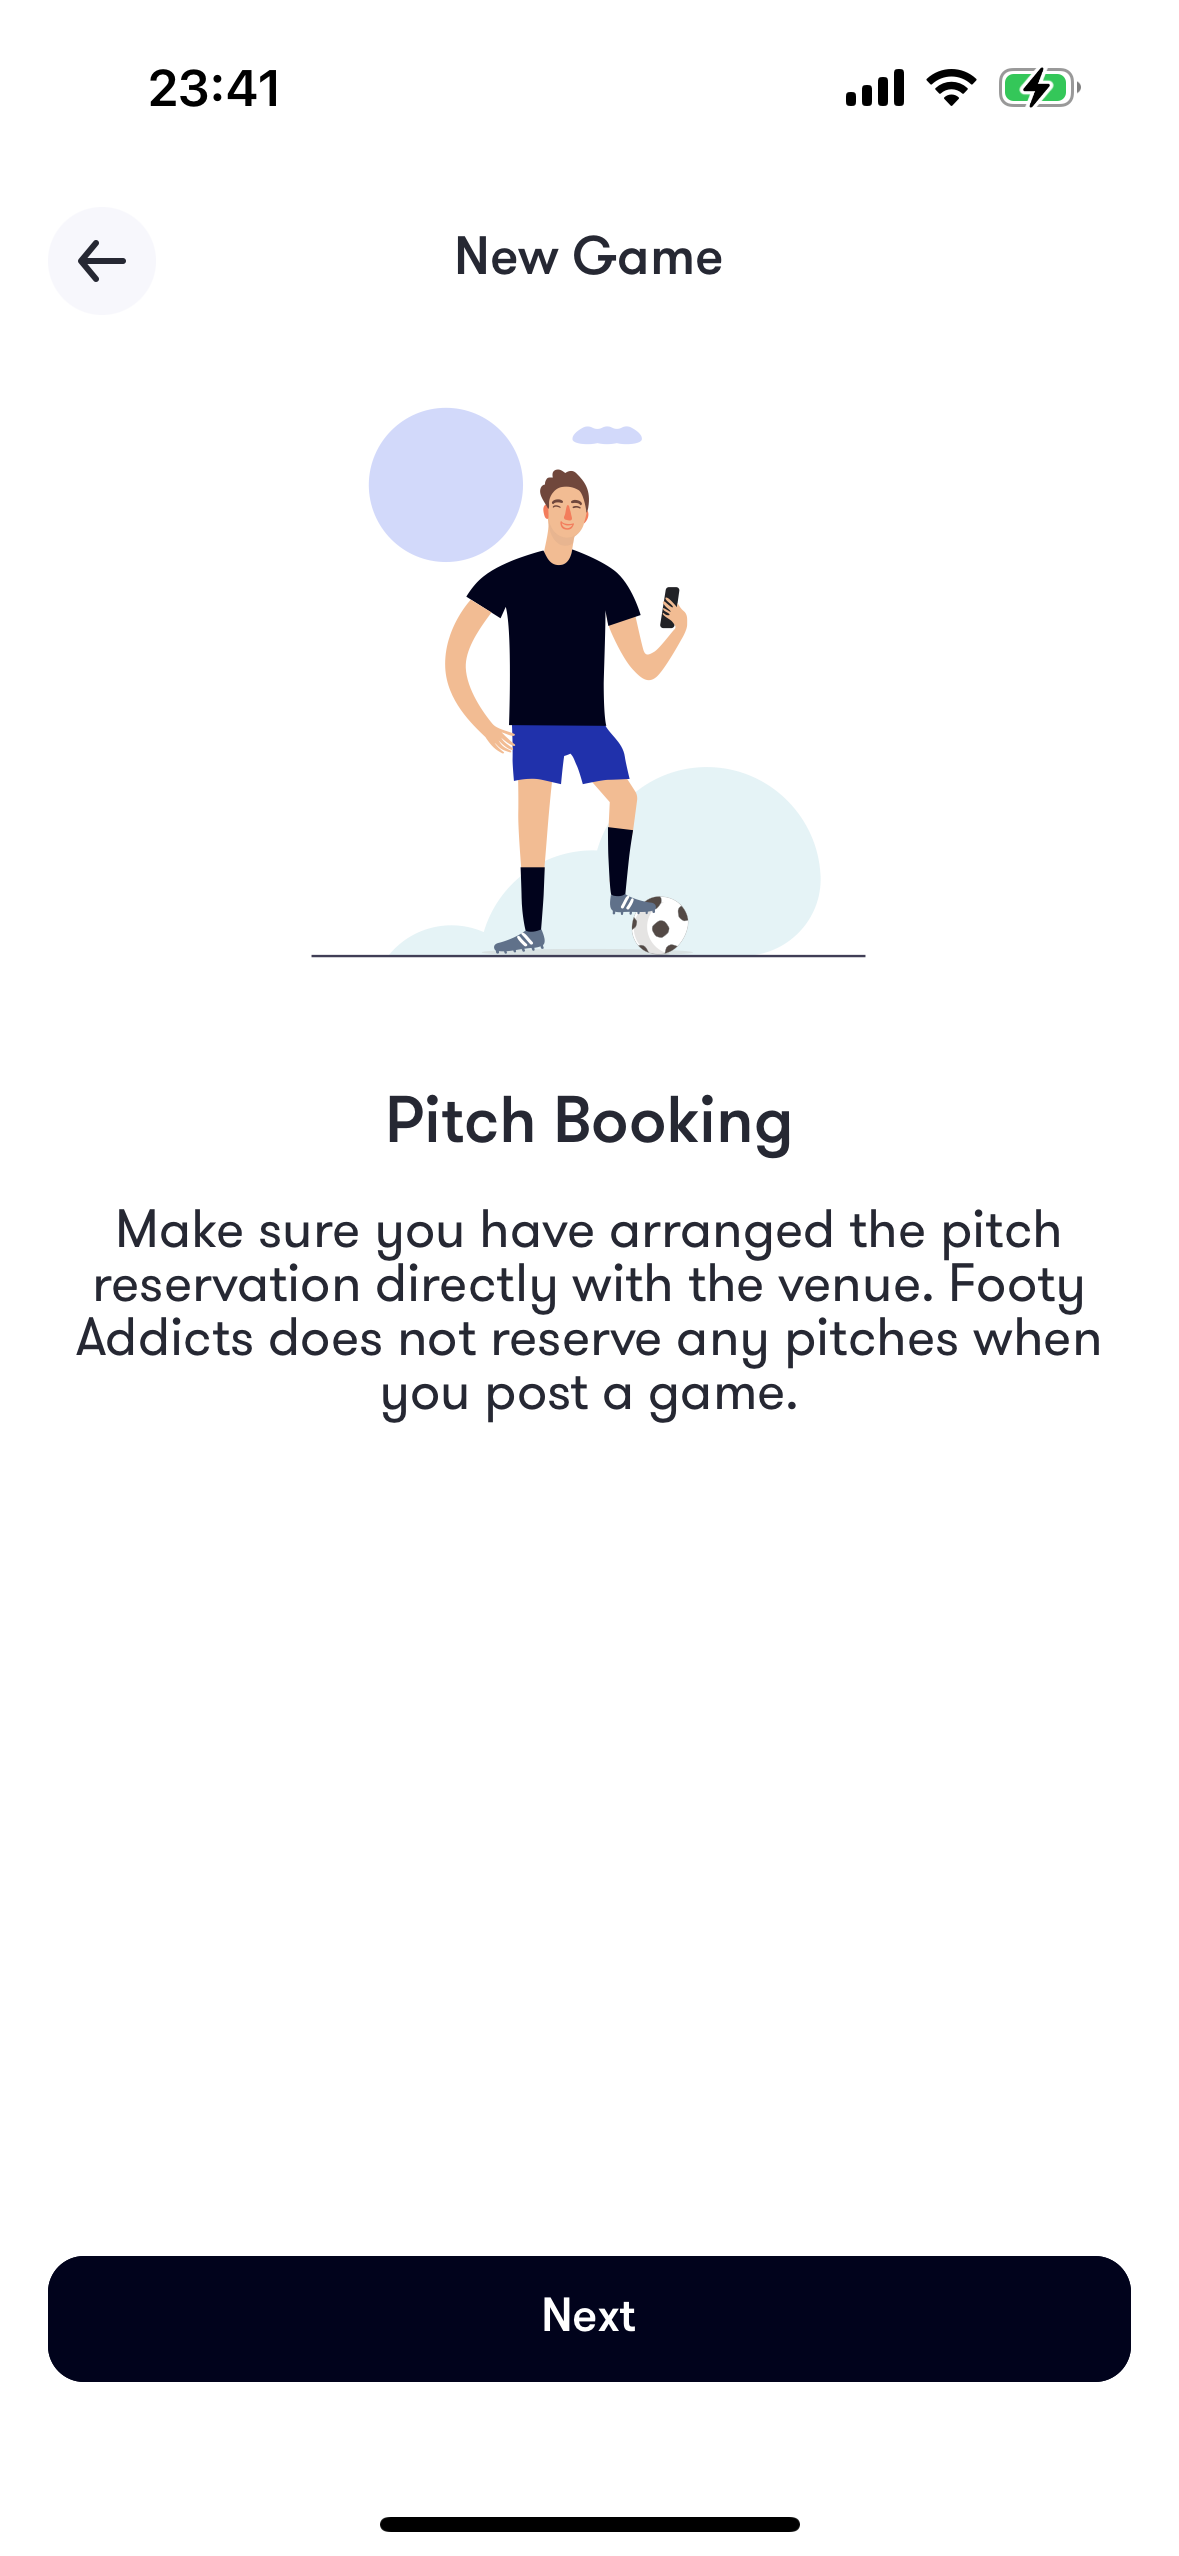 23:41
New Game
Pitch Booking
Make sure you have arranged the pitch
reservation directly with the venue. Footy
Addicts does not reserve any pitches when
you post a game.
Next